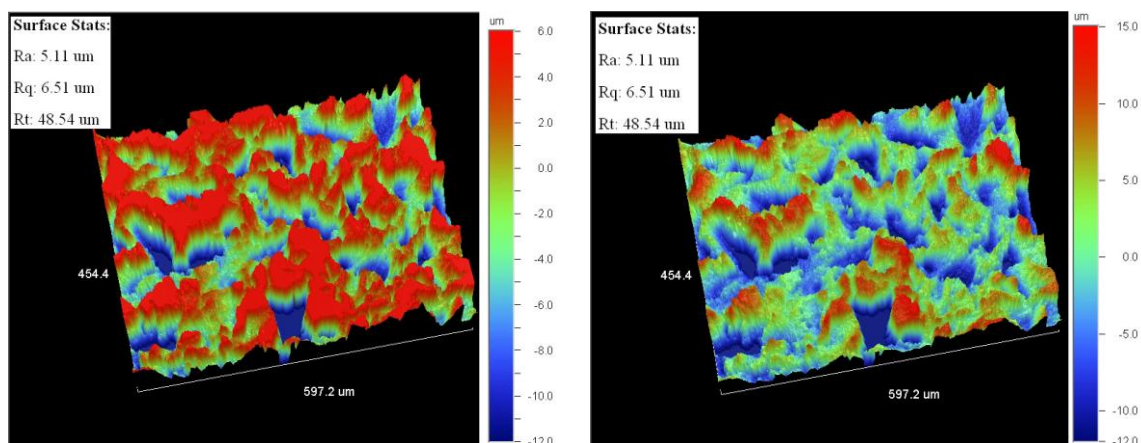 Surface Stats:
Ra: 5.11 um
Rq: 6.51 um
Rt: 48.54 um
454.4
597.2 um
um
6.0
4.0
2.0
0.0
-2.0
-4.0
-6.0
-8.0
-10.0
-12.0
Surface Stats:
Ra: 5.11 um
Rq: 6.51 um
Rt: 48.54 um
454.4
597.2 um
um
15.0
10.0
5.0
0.0
-5.0
-10.0
-12.0